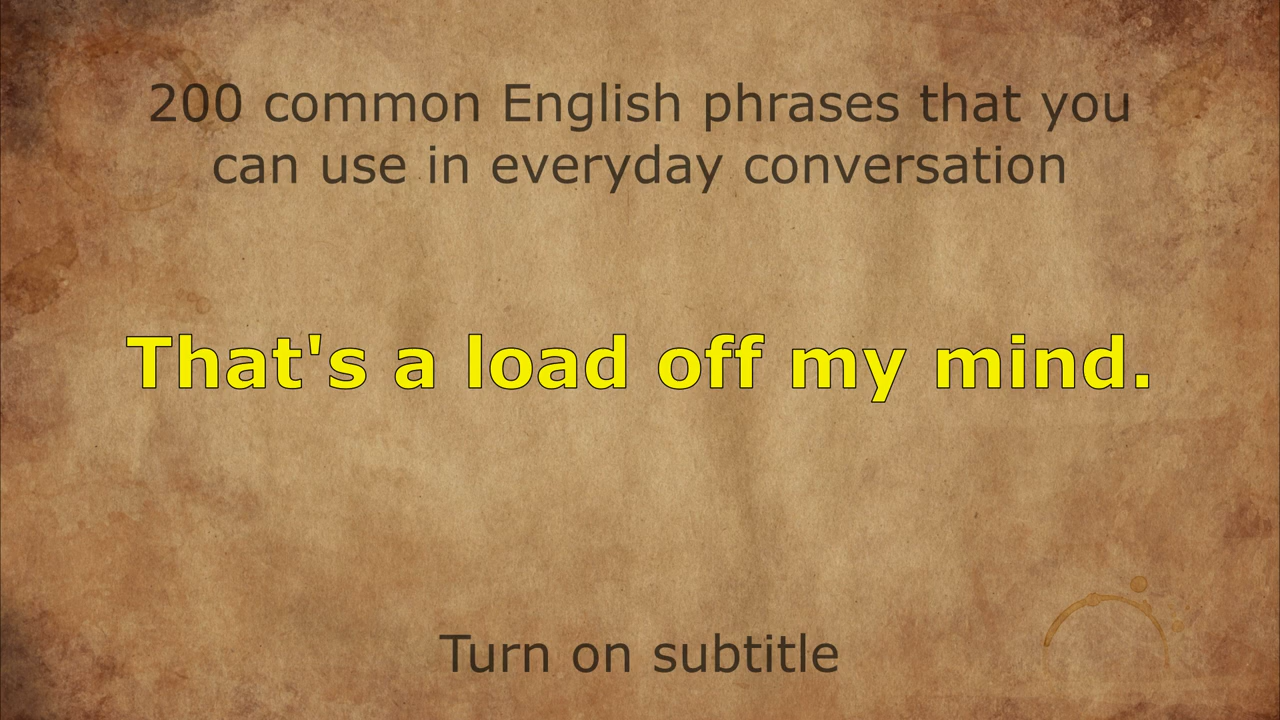 200 common English phrases that you
can use in everyday conversation
That's a load off my mind.
Turn on subtitle